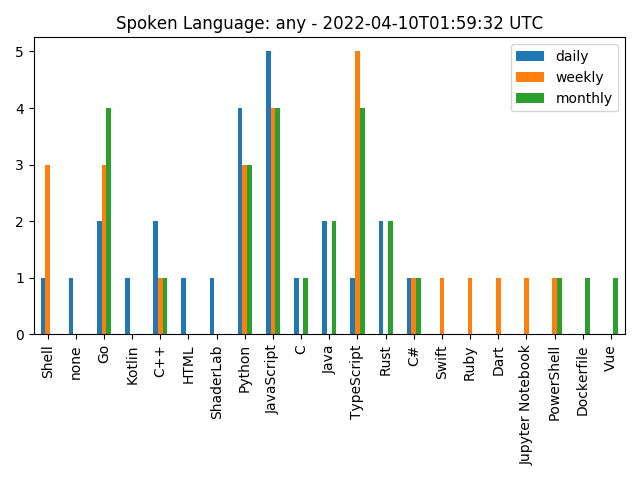 Spoken Language: any - 2022-04-10T01:59:32 UTC
daily
weekly
monthly
5
4
3
2
1
0
Shell
none
Go
Kotlin
C++
HTML
ShaderLab
Python
JavaScript
C
Java
TypeScript
Rust
C#
Swift
Ruby
Dart
Jupyter Notebook
PowerShell
Dockerfile
Vue